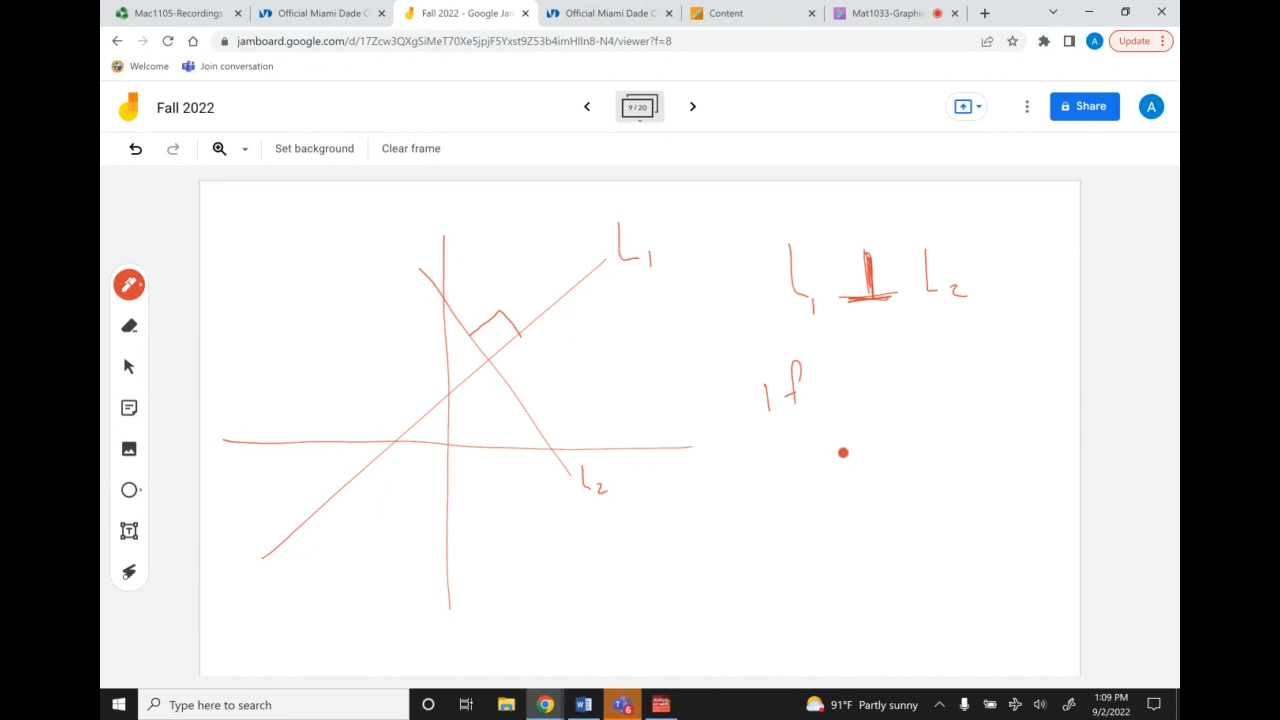 Mac1105-Recordings
Official Miami Dade C
Fall 2022 - Google Jam
Official Miami Dade C
Content
Mat1033-Graphin
jamboard.google.com/d/17Zcw3QXgSiMeT70Xe5jpjF5Yxst9Z53b4imHlln8-N4/viewer?f=8
A
Update
Welcome
Join conversation
Fall 2022
9 / 20
Share
A
Set background
Clear frame
L1
L1 ⊥ L2
if
L2
Type here to search
6
91°F Partly sunny
1:09 PM
9/2/2022